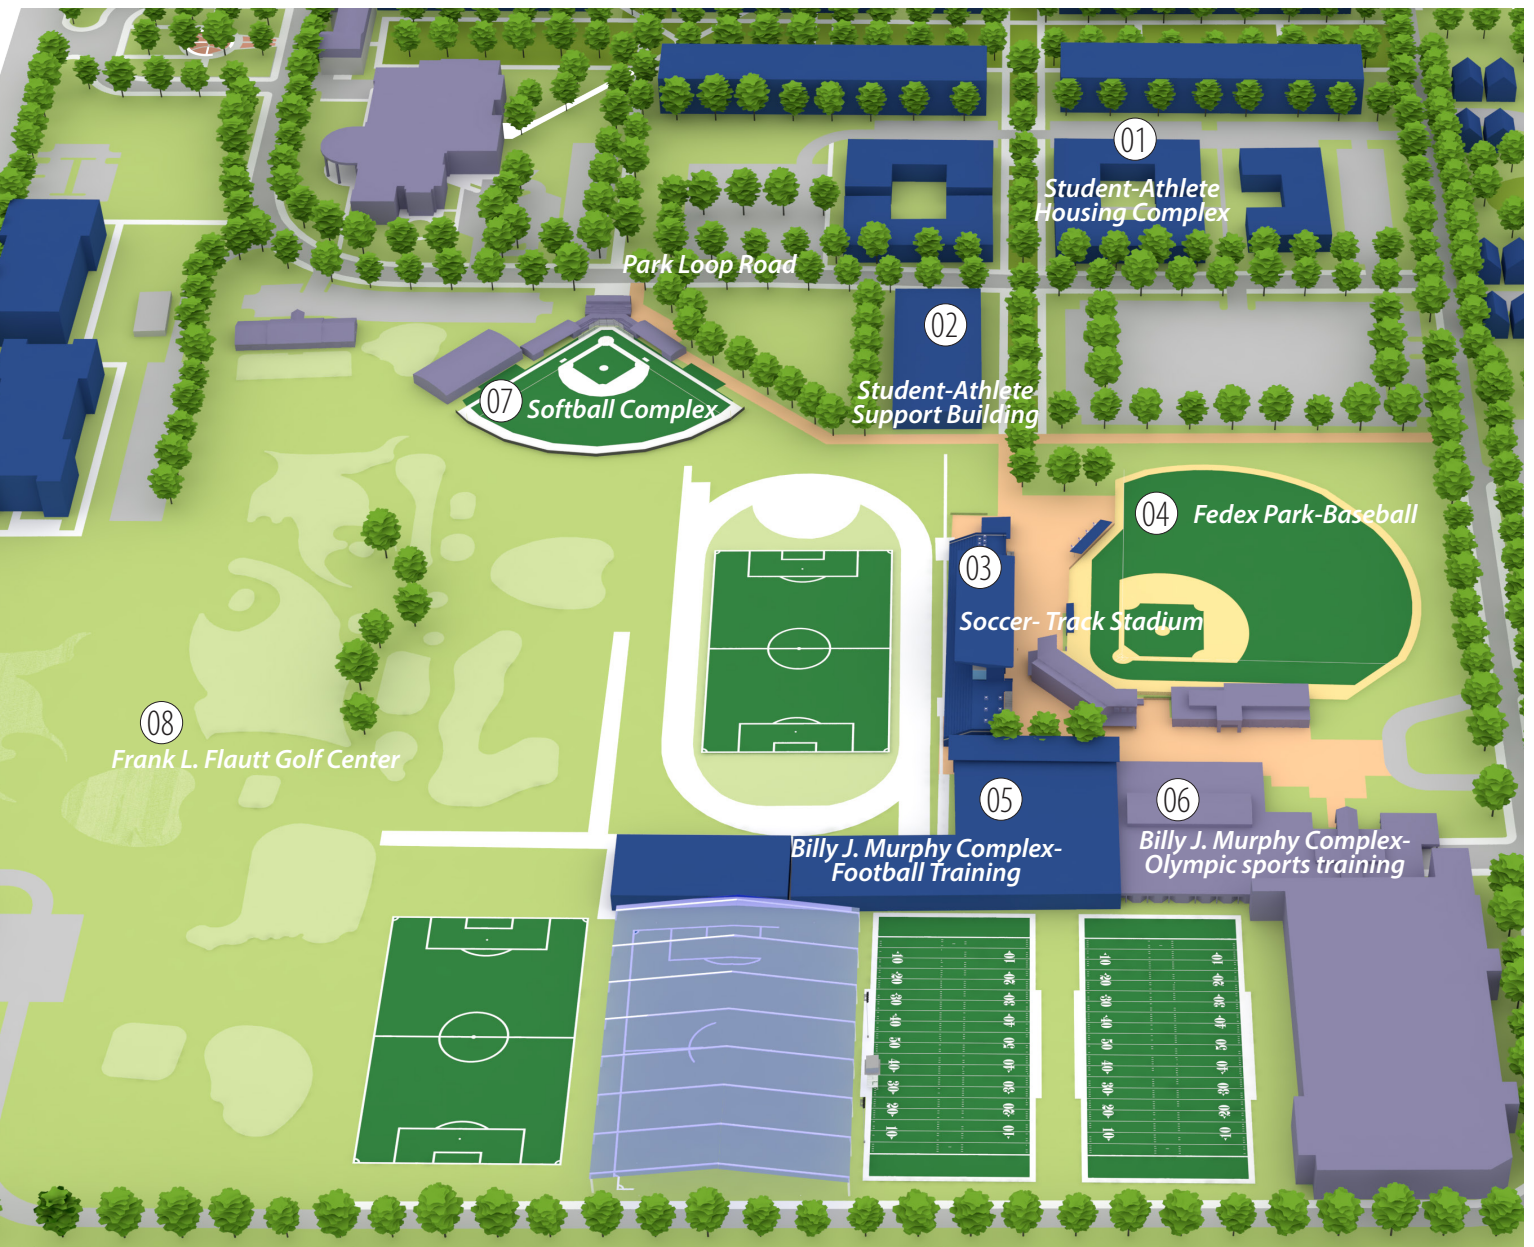 01
Student-Athlete
Housing Complex
Park Loop Road
02
Student-Athlete
Support Building
07
Softball Complex
04
Fedex Park-Baseball
03
Soccer- Track Stadium
08
Frank L. Flautt Golf Center
05
06
Billy J. Murphy Complex-
Football Training
Billy J. Murphy Complex-
Olympic sports training